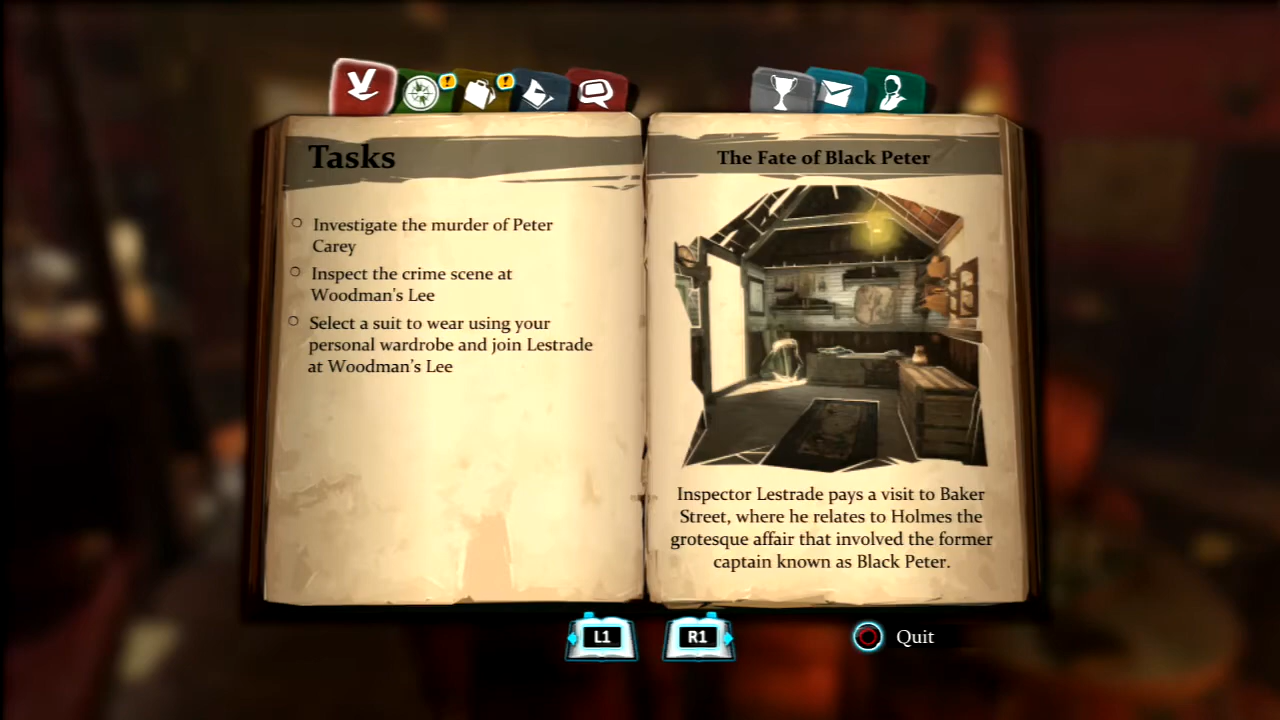 Tasks
Investigate the murder of Peter
Carey
Inspect the crime scene at
Woodman's Lee
Select a suit to wear using your
personal wardrobe and join Lestrade
at Woodman's Lee
The Fate of Black Peter
Inspector Lestrade pays a visit to Baker
Street, where he relates to Holmes the
grotesque affair that involved the former
captain known as Black Peter.
L1
R1
Quit